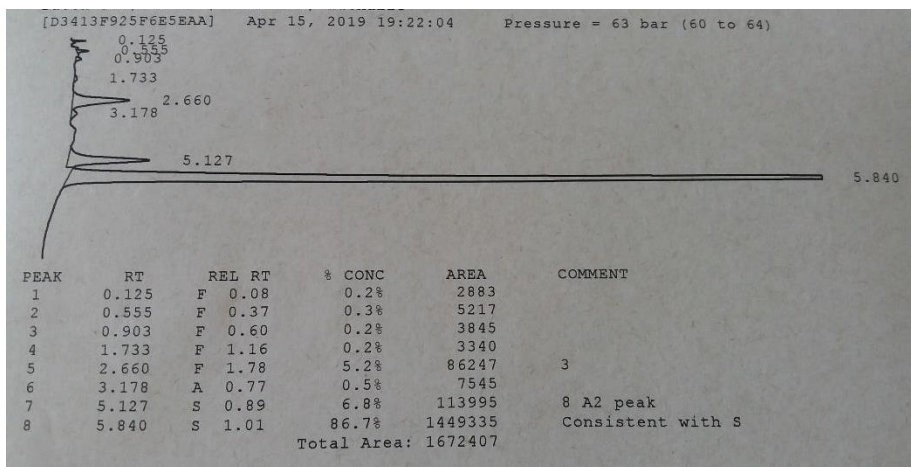 [D3413F925F6E5EAA] Apr 15, 2019 19:22:04 Pressure = 63 bar (60 to 64)
0.125
0.555
0.903
1.733
2.660
3.178
5.127
5.840
PEAK RT REL RT % CONC AREA COMMENT
1 0.125 F 0.08 0.2% 2883
2 0.555 F 0.37 0.3% 5217
3 0.903 F 0.60 0.2% 3845
4 1.733 F 1.16 0.2% 3340
5 2.660 F 1.78 5.2% 86247 3
6 3.178 A 0.77 0.5% 7545
7 5.127 S 0.89 6.8% 113995 8 A2 peak
8 5.840 S 1.01 86.7% 1449335 Consistent with S
Total Area: 1672407